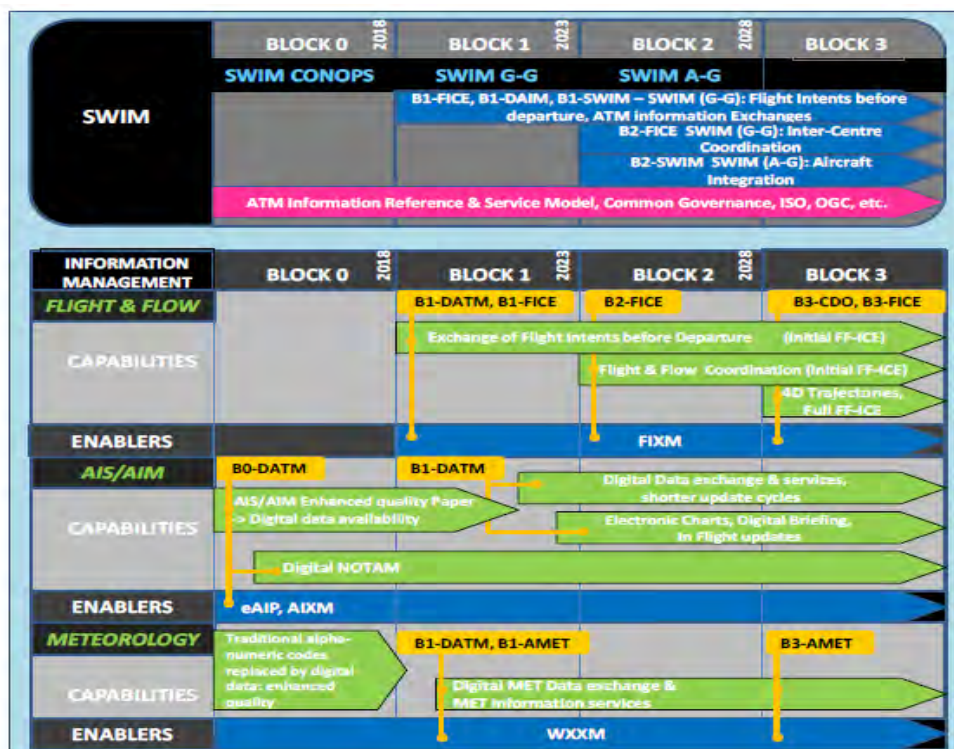 BLOCK 0 2018 BLOCK 1 2023 BLOCK 2 2028 BLOCK 3
SWIM CONOPS SWIM G-G SWIM A-G
SWIM
B1-FICE, B1-DAIM, B1-SWIM – SWIM (G-G): Flight Intents before
departure, ATM information Exchanges
B2-FICE SWIM (G-G): Inter-Centre
Coordination
B2-SWIM SWIM (A-G): Aircraft
Integration
ATM Information Reference & Service Model, Common Governance, ISO, OGC, etc.
INFORMATION
MANAGEMENT
BLOCK 0 2018 BLOCK 1 2023 BLOCK 2 2028 BLOCK 3
FLIGHT & FLOW
B1-DATM, B1-FICE B2-FICE B3-CDO, B3-FICE
CAPABILITIES
Exchange of Flight Intents before Departure (Initial FF-ICE)
Flight & Flow Coordination (Initial FF-ICE)
4D Trajectories,
Full FF-ICE
ENABLERS FIXM
AIS/AIM
B0-DATM B1-DATM
CAPABILITIES
AIS/AIM Enhanced quality Paper
-> Digital data availability
Digital Data exchange & services,
shorter update cycles
Electronic Charts, Digital Briefing,
In Flight updates
Digital NOTAM
ENABLERS eAIP, AIXM
METEOROLOGY
Traditional alpha-
numeric codes
replaced by digital
data: enhanced
quality
B1-DATM, B1-AMET B3-AMET
CAPABILITIES
Digital MET Data exchange &
MET Information services
ENABLERS WXXM